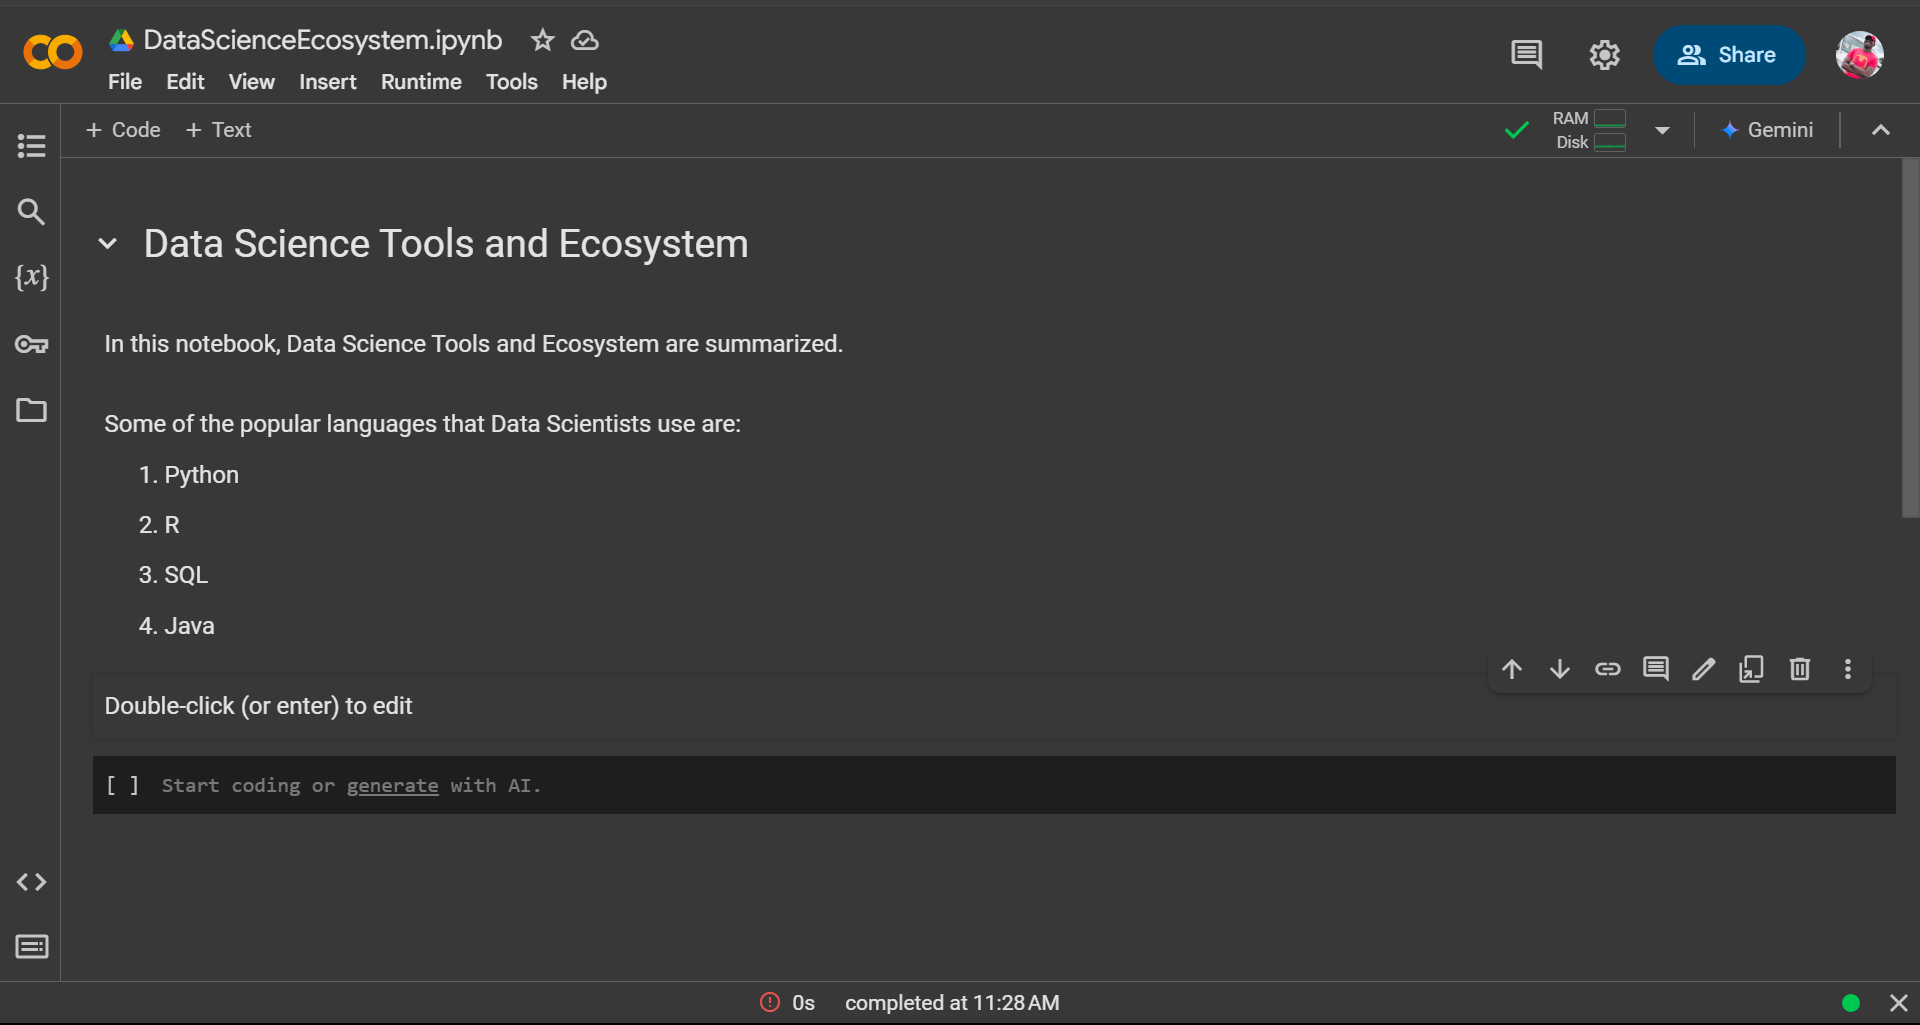 DataScienceEcosystem.ipynb
File Edit View Insert Runtime Tools Help
Share
+ Code + Text
RAM
Disk
Gemini
{x}
Data Science Tools and Ecosystem
In this notebook, Data Science Tools and Ecosystem are summarized.
Some of the popular languages that Data Scientists use are:
1. Python
2. R
3. SQL
4. Java
Double-click (or enter) to edit
[ ] Start coding or generate with AI.
0s completed at 11:28 AM